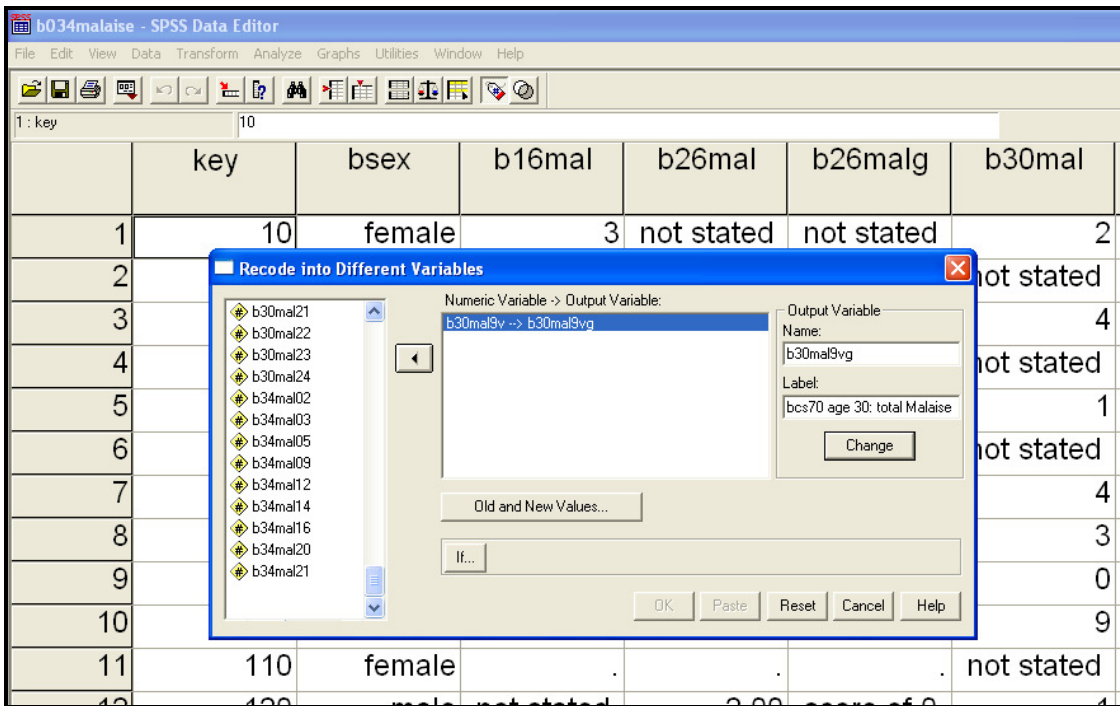 b034malaise - SPSS Data Editor
File Edit View Data Transform Analyze Graphs Utilities Window Help
1 : key 10
key bsex b16mal b26mal b26malg b30mal
1 10 female 3 not stated not stated 2
2 not stated
3 4
4 not stated
5 1
6 not stated
7 4
8 3
9 0
10 9
11 110 female . . . not stated
Recode into Different Variables
b30mal21
b30mal22
b30mal23
b30mal24
b34mal02
b34mal03
b34mal05
b34mal09
b34mal12
b34mal14
b34mal16
b34mal20
b34mal21
Numeric Variable -> Output Variable:
b30mal9v --> b30mal9vg
Output Variable
Name:
b30mal9vg
Label:
bcs70 age 30: total Malaise
Change
Old and New Values...
If...
OK Paste Reset Cancel Help